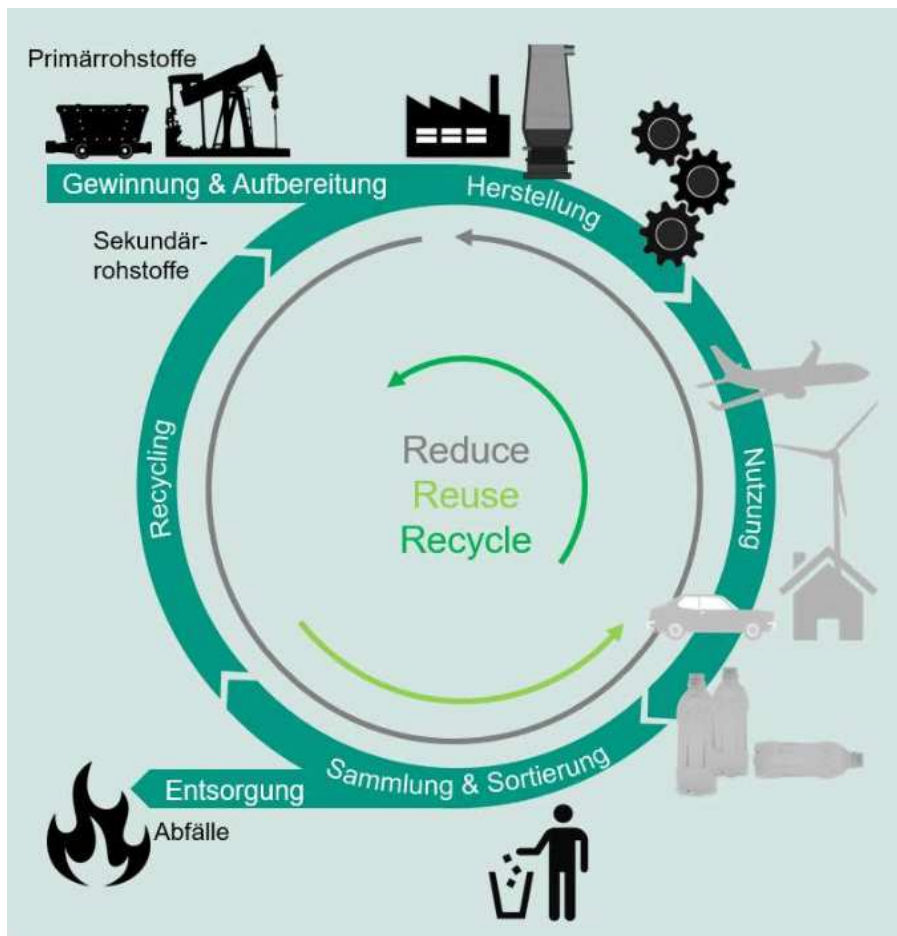 Primärrohstoffe
Gewinnung & Aufbereitung
Herstellung
Sekundär-
rohstoffe
Nutzung
Recycling
Reduce
Reuse
Recycle
Sammlung & Sortierung
Entsorgung
Abfälle